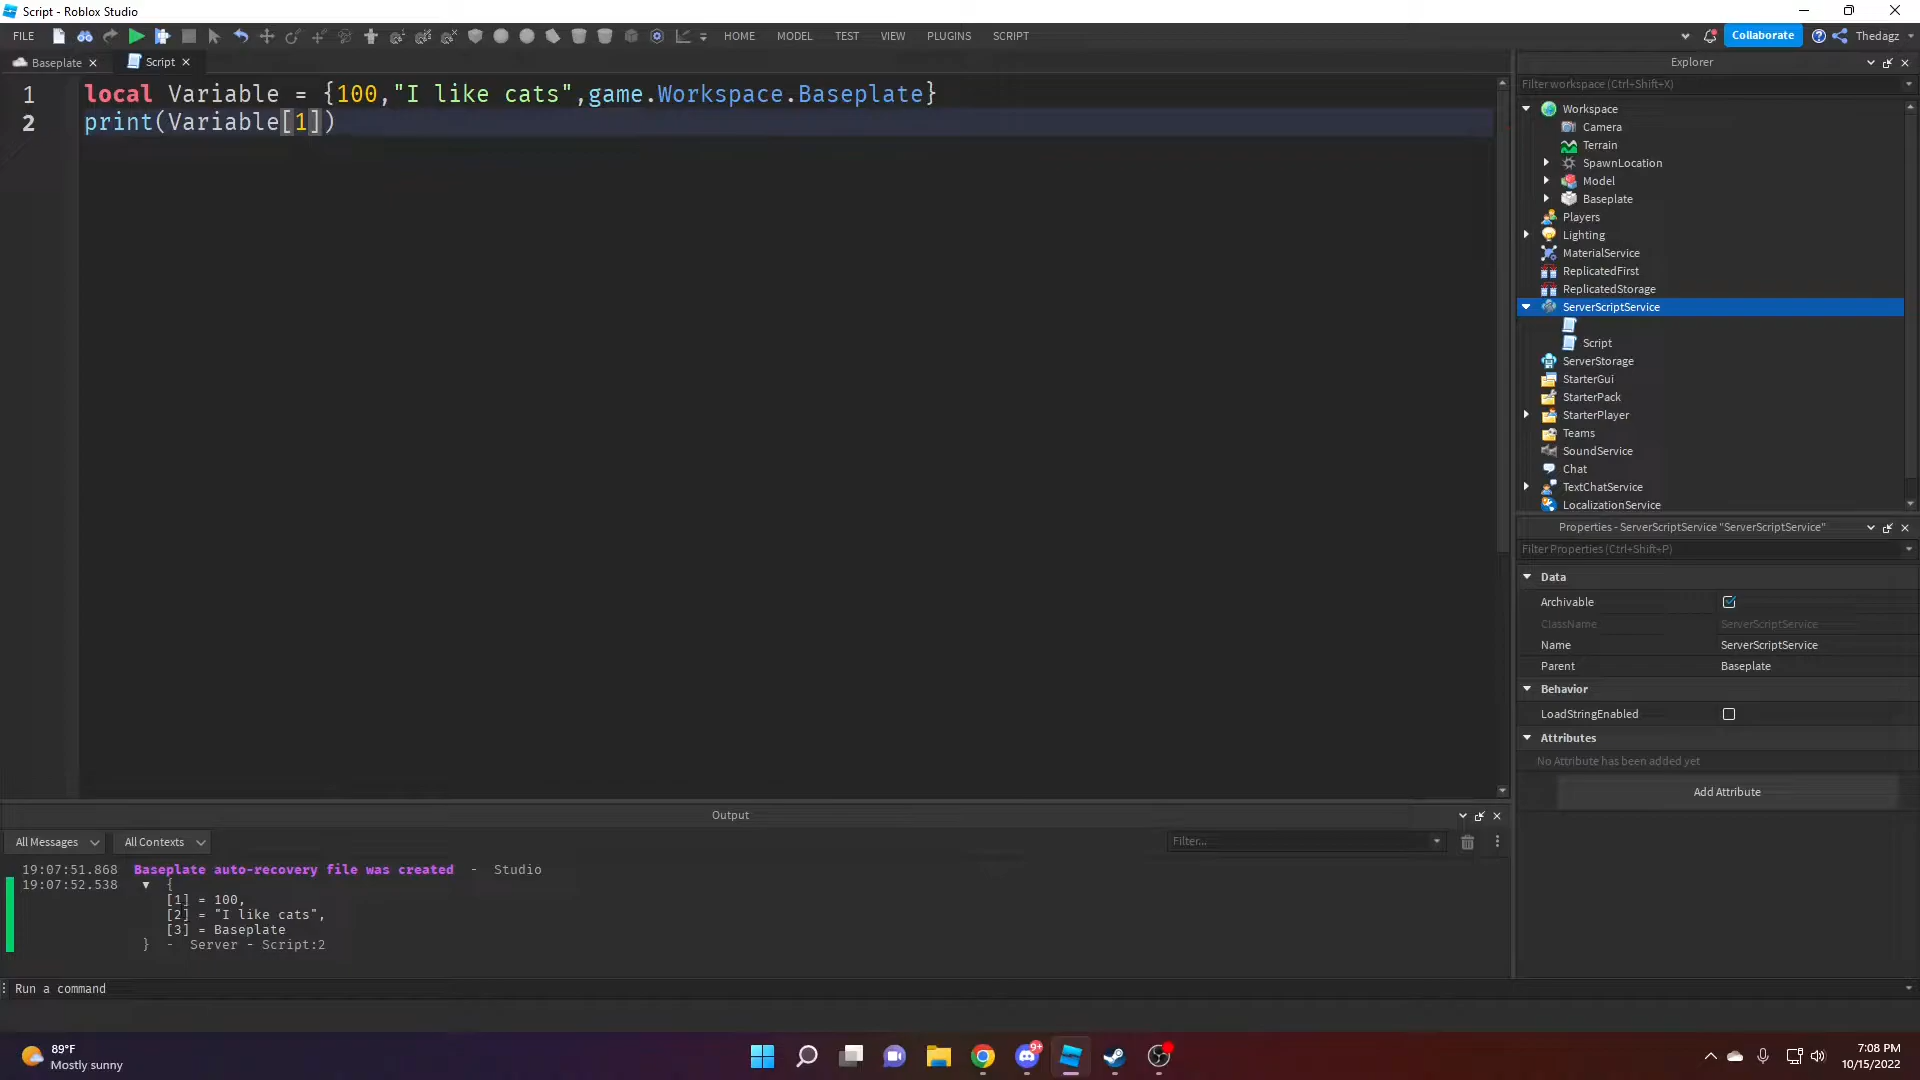 Script - Roblox Studio
FILE
HOME
MODEL
TEST
VIEW
PLUGINS
SCRIPT
Collaborate
Thedagz
Baseplate
Script
1 local Variable = {100,"I like cats",game.Workspace.Baseplate}
2 print(Variable[1])
Explorer
Filter workspace (Ctrl+Shift+X)
Workspace
Camera
Terrain
SpawnLocation
Model
Baseplate
Players
Lighting
MaterialService
ReplicatedFirst
ReplicatedStorage
ServerScriptService
Script
ServerStorage
StarterGui
StarterPack
StarterPlayer
Teams
SoundService
Chat
TextChatService
LocalizationService
Properties - ServerScriptService "ServerScriptService"
Filter Properties (Ctrl+Shift+P)
Data
Archivable
ClassName ServerScriptService
Name ServerScriptService
Parent Baseplate
Behavior
LoadStringEnabled
Attributes
No Attribute has been added yet
Add Attribute
Output
All Messages
All Contexts
Filter...
19:07:51.868 Baseplate auto-recovery file was created - Studio
19:07:52.538 ▼ {
[1] = 100,
[2] = "I like cats",
[3] = Baseplate
} - Server - Script:2
Run a command
89°F
Mostly sunny
9+
7:08 PM
10/15/2022